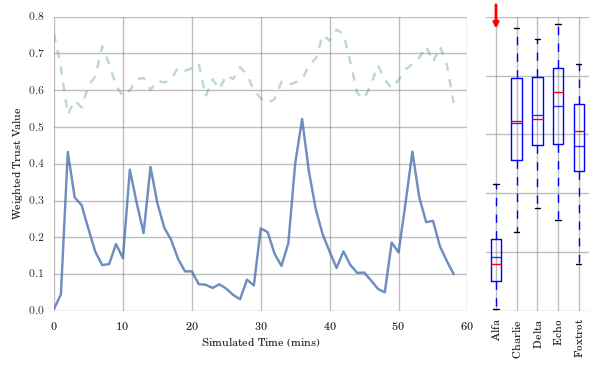 0.8
0.7
0.6
0.5
0.4
0.3
0.2
0.1
0.0
Weighted Trust Value
0
10
20
30
40
50
60
Simulated Time (mins)
Alfa
Charlie
Delta
Echo
Foxtrot